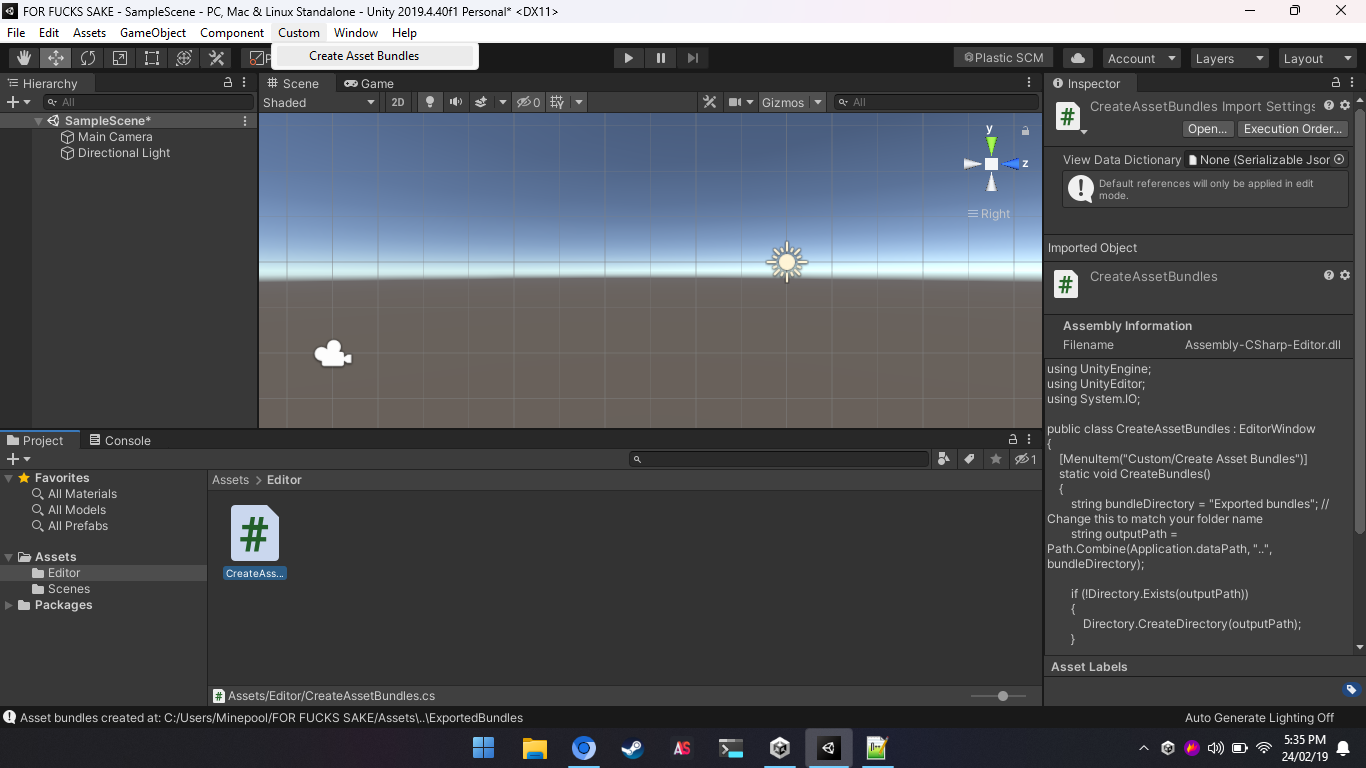 FOR FUCKS SAKE - SampleScene - PC, Mac & Linux Standalone - Unity 2019.4.40f1 Personal* <DX11>
File Edit Assets GameObject Component Custom Window Help
Create Asset Bundles
Plastic SCM Account Layers Layout
Hierarchy
All
SampleScene*
Main Camera
Directional Light
Scene Game
Shaded 2D 0 Gizmos All
y
z
Right
Inspector
CreateAssetBundles Import Settings
Open... Execution Order...
View Data Dictionary None (Serializable Jsor
Default references will only be applied in edit
mode.
Imported Object
CreateAssetBundles
Assembly Information
Filename Assembly-CSharp-Editor.dll
using UnityEngine;
using UnityEditor;
using System.IO;
public class CreateAssetBundles : EditorWindow
{
[MenuItem("Custom/Create Asset Bundles")]
static void CreateBundles()
{
string bundleDirectory = "Exported bundles"; //
Change this to match your folder name
string outputPath =
Path.Combine(Application.dataPath, "..",
bundleDirectory);
if (!Directory.Exists(outputPath))
{
Directory.CreateDirectory(outputPath);
}
Asset Labels
Project Console
1
Favorites
All Materials
All Models
All Prefabs
Assets
Editor
Scenes
Packages
Assets > Editor
#
CreateAss...
Assets/Editor/CreateAssetBundles.cs
Asset bundles created at: C:/Users/Minepool/FOR FUCKS SAKE/Assets\..\ExportedBundles
Auto Generate Lighting Off
AS
5:35 PM
24/02/19